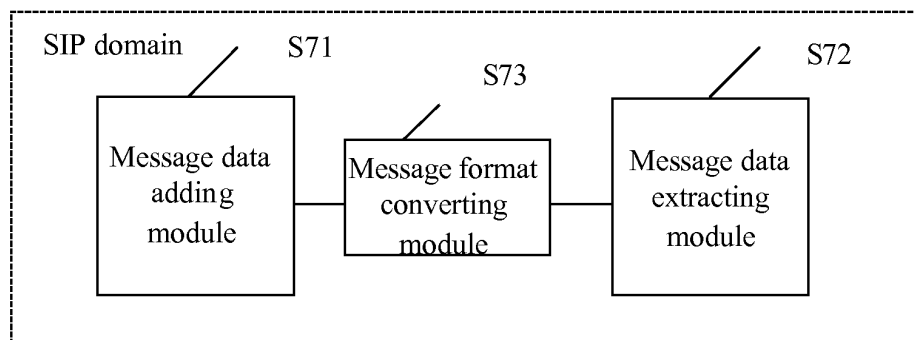 SIP domain
S71
S73
S72
Message data
adding
module
Message format
converting
module
Message data
extracting
module